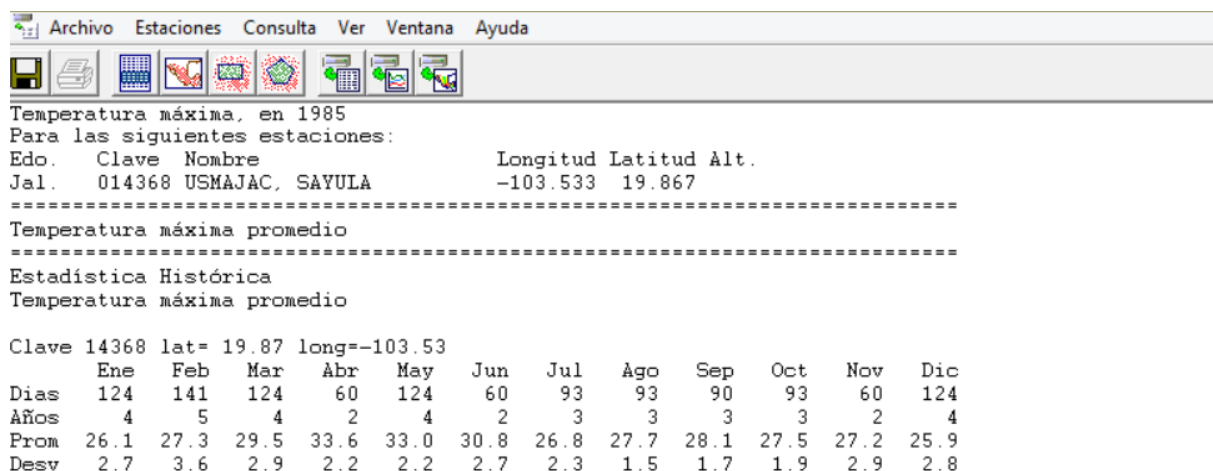 Archivo Estaciones Consulta Ver Ventana Ayuda
Temperatura máxima, en 1985
Para las siguientes estaciones:
Edo. Clave Nombre Longitud Latitud Alt.
Jal. 014368 USMAJAC, SAYULA -103.533 19.867
============================================================================
Temperatura máxima promedio
============================================================================
Estadística Histórica
Temperatura máxima promedio
Clave 14368 lat= 19.87 long=-103.53
Ene Feb Mar Abr May Jun Jul Ago Sep Oct Nov Dic
Dias 124 141 124 60 124 60 93 93 90 93 60 124
Años 4 5 4 2 4 2 3 3 3 3 2 4
Prom 26.1 27.3 29.5 33.6 33.0 30.8 26.8 27.7 28.1 27.5 27.2 25.9
Desv 2.7 3.6 2.9 2.2 2.2 2.7 2.3 1.5 1.7 1.9 2.9 2.8